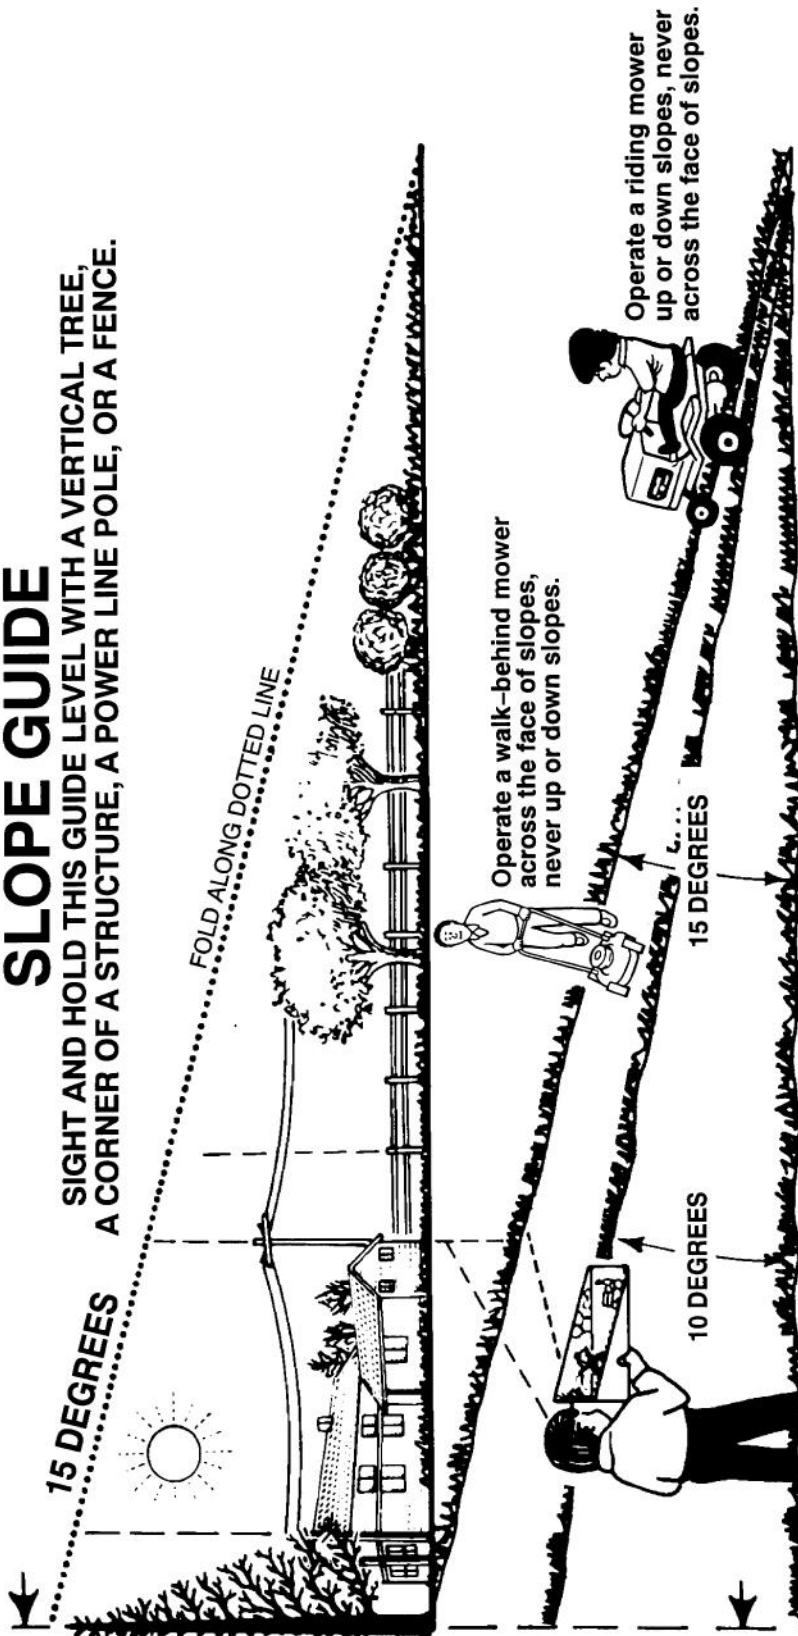 SLOPE GUIDE
SIGHT AND HOLD THIS GUIDE LEVEL WITH A VERTICAL TREE,
A CORNER OF A STRUCTURE, A POWER LINE POLE, OR A FENCE.
15 DEGREES
FOLD ALONG DOTTED LINE
Operate a walk-behind mower
across the face of slopes,
never up or down slopes.
Operate a riding mower
up or down slopes, never
across the face of slopes.
10 DEGREES
15 DEGREES